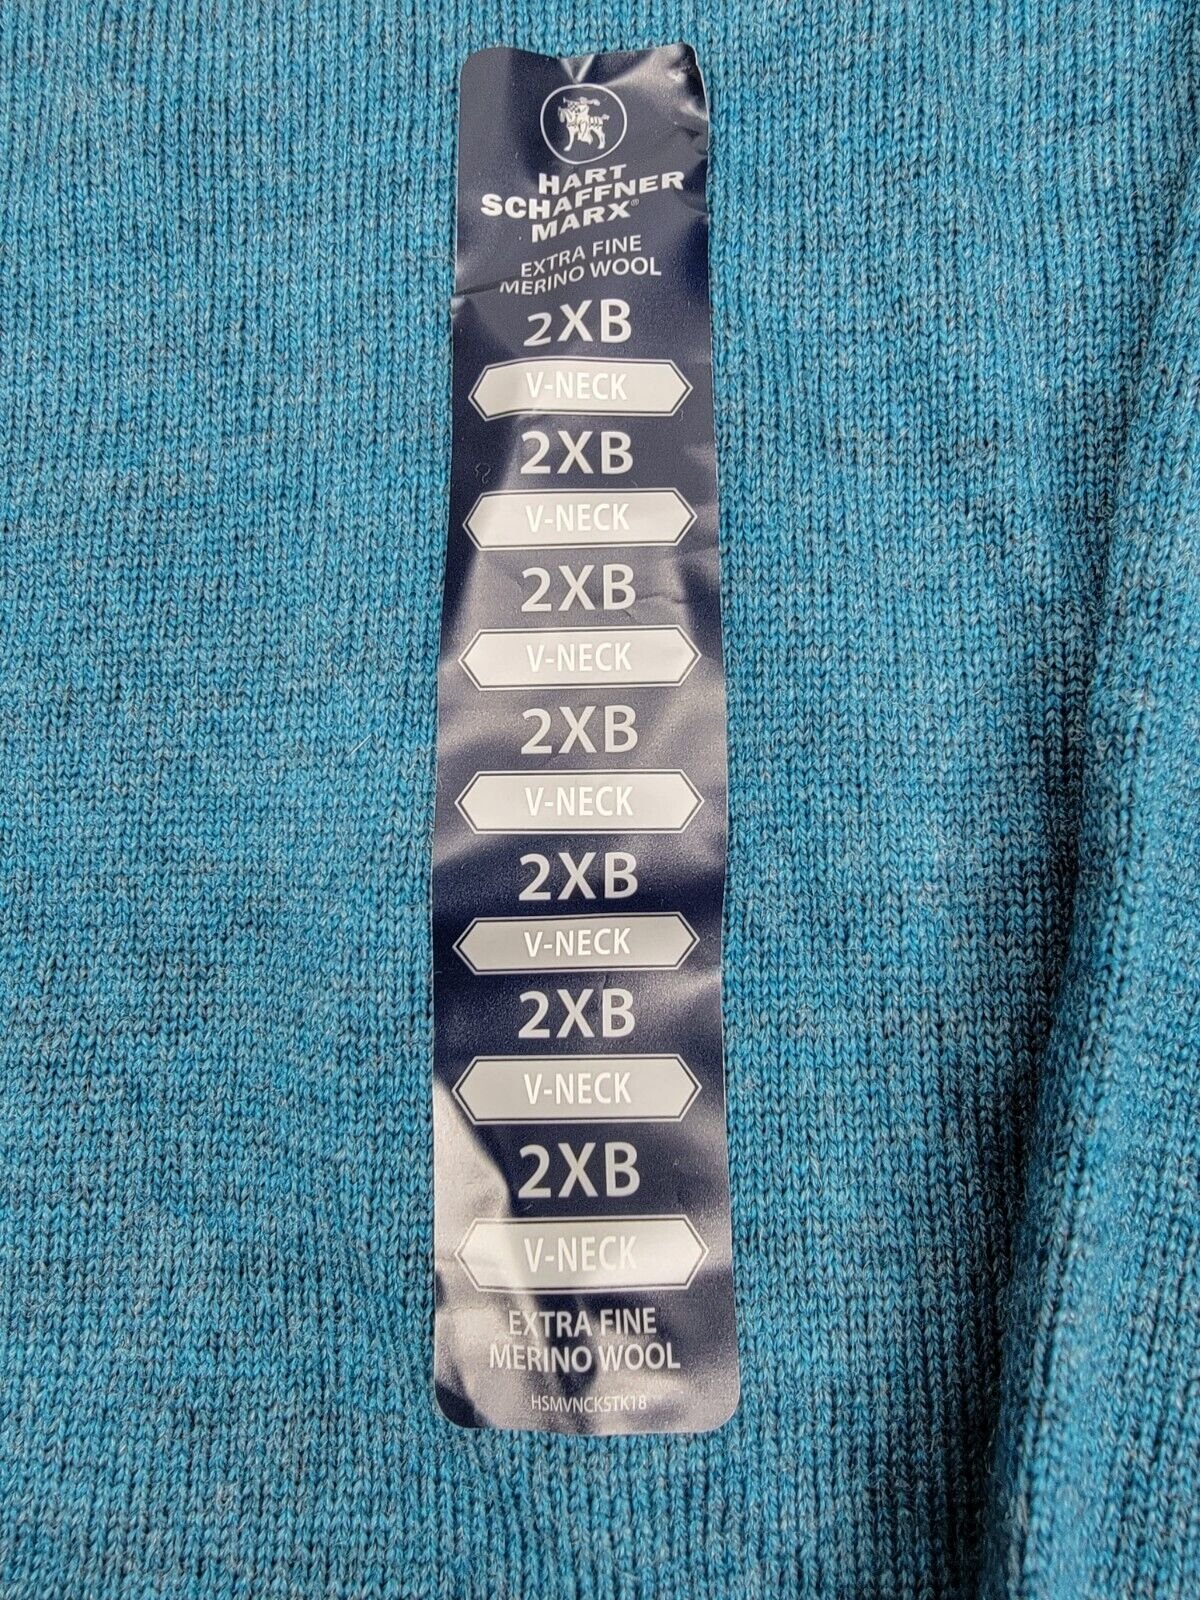 HART
SCHAFFNER
MARX®
EXTRA FINE
MERINO WOOL
2XB
V-NECK
2XB
V-NECK
2XB
V-NECK
2XB
V-NECK
2XB
V-NECK
2XB
V-NECK
2XB
V-NECK
EXTRA FINE
MERINO WOOL
HSMVNCKSTK18